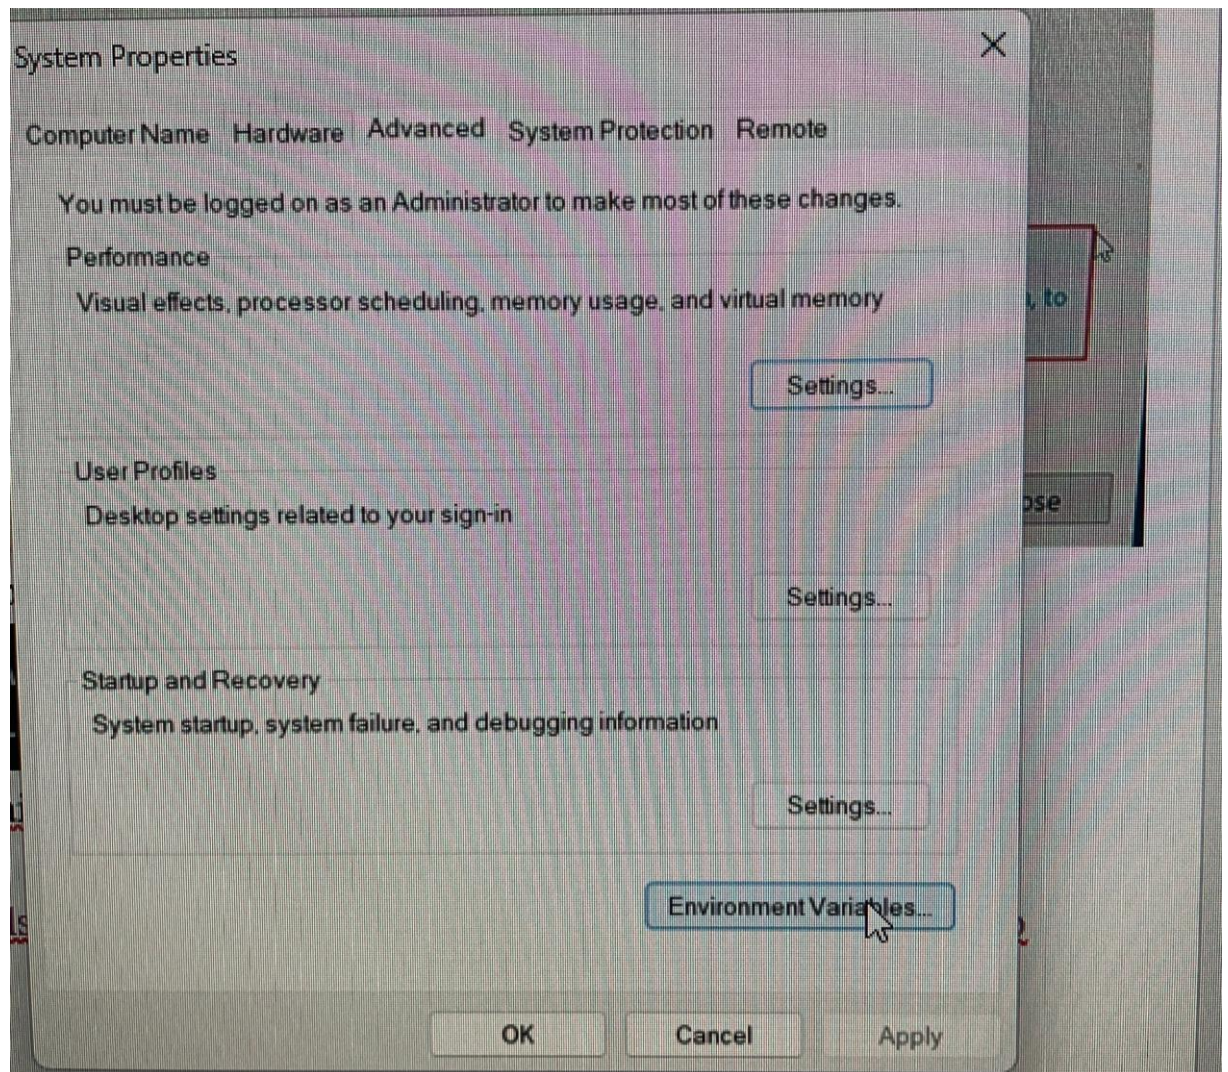 System Properties
Computer Name Hardware Advanced System Protection Remote
You must be logged on as an Administrator to make most of these changes.
Performance
Visual effects, processor scheduling, memory usage, and virtual memory
to
Settings...
User Profiles
Desktop settings related to your sign-in
ose
Settings...
Startup and Recovery
System startup, system failure, and debugging information
Settings...
Environment Variables...
ls
OK Cancel Apply